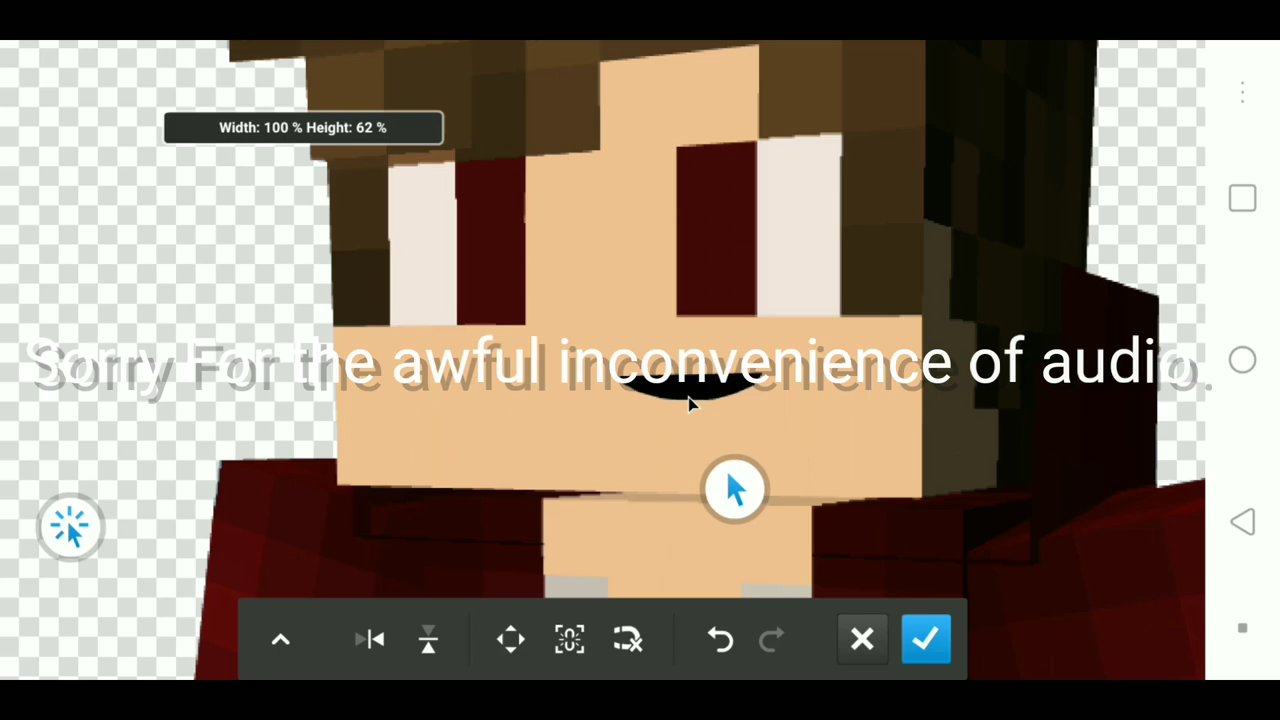 Width: 100 % Height: 62 %
Sorry For the awful inconvenience of audio.